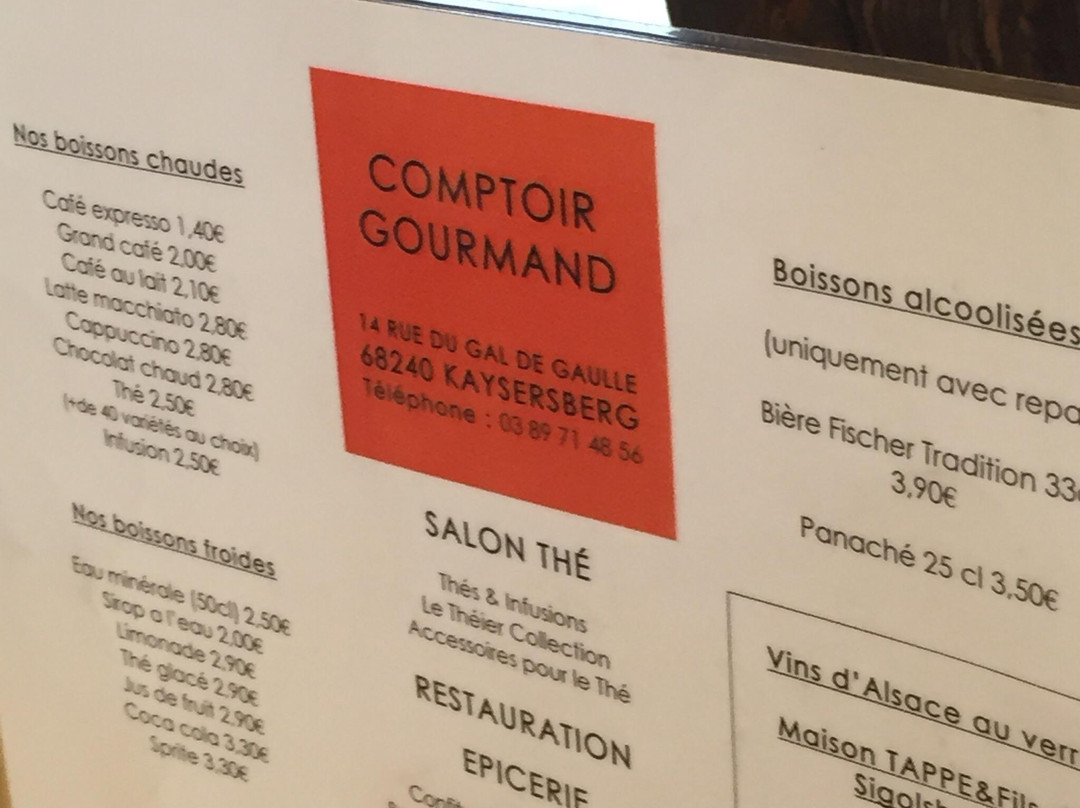 Nos boissons chaudes
Café expresso 1,40€
Grand café 2,00€
Café au lait 2,10€
Latte macchiato 2,80€
Cappuccino 2,80€
Chocolat chaud 2,80€
Thé 2,50€
(+de 40 variétés au choix)
Infusion 2,50€
Nos boissons froides
Eau minérale (50cl) 2,50€
Sirop a l'eau 2.00€
Limonade 2.90€
Thé glacé 2.90€
Jus de fruit 2.90€
Coca cola 3.30€
Sprite 3.30€
COMPTOIR
GOURMAND
14 RUE DU GAL DE GAULLE
68240 KAYSERSBERG
Téléphone : 03 89 71 48 56
SALON THÉ
Thés & Infusions
Le Théier Collection
Accessoires pour le Thé
RESTAURATION
EPICERIE
Boissons alcoolisées
(uniquement avec repa
Bière Fischer Tradition 33
3,90€
Panaché 25 cl 3,50€
Vins d'Alsace au verr
Maison TAPPE&Fils